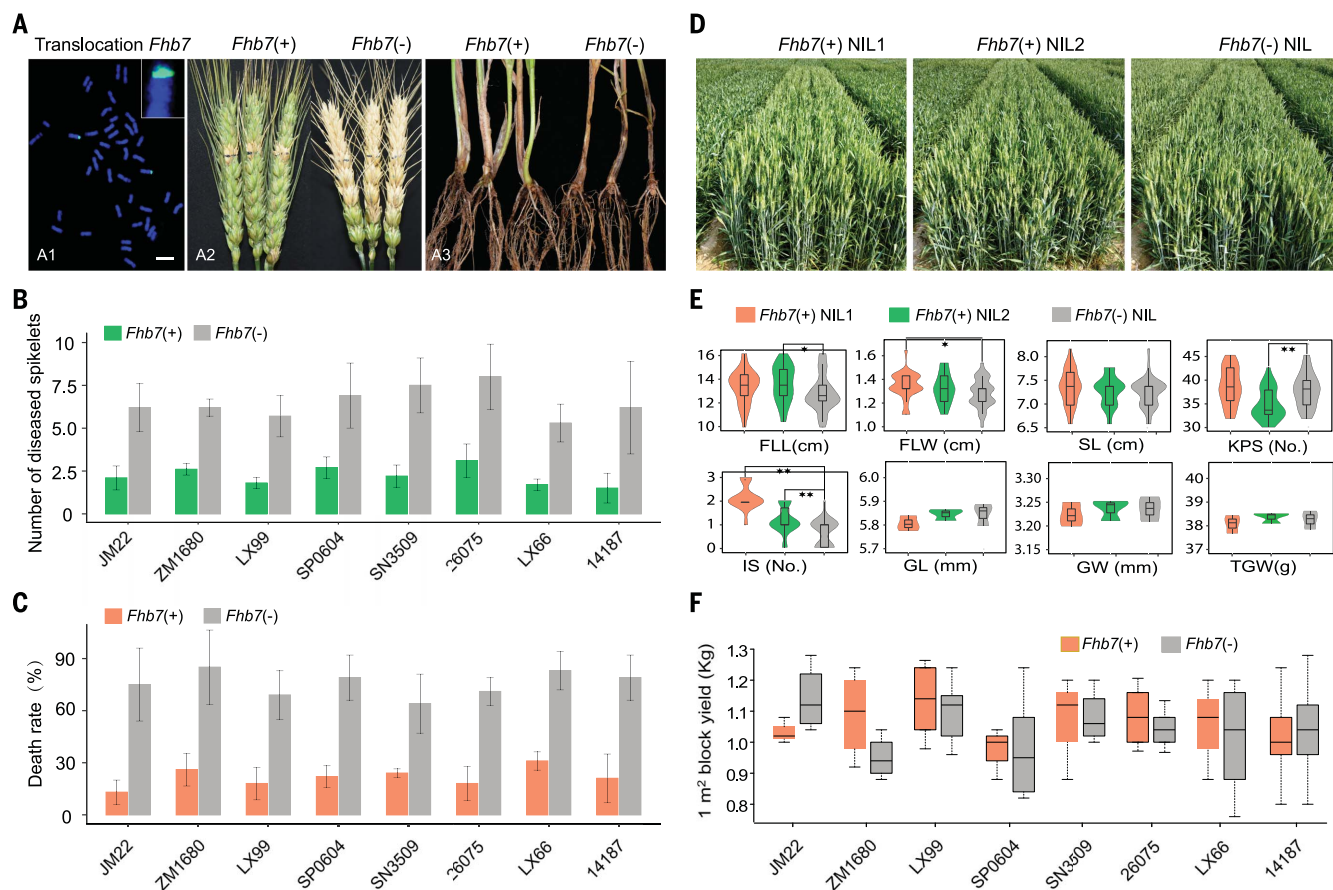 A
Translocation Fhb7
Fhb7(+)
Fhb7(-)
Fhb7(+)
Fhb7(-)
A1
A2
A3
B
Fhb7(+)
Fhb7(-)
Number of diseased spikelets
10
7.5
5.0
2.5
0
JM22
ZM1680
LX99
SP0604
SN3509
26075
LX66
14187
C
Fhb7(+)
Fhb7(-)
Death rate (%)
90
60
30
0
JM22
ZM1680
LX99
SP0604
SN3509
26075
LX66
14187
D
Fhb7(+) NIL1
Fhb7(+) NIL2
Fhb7(-) NIL
E
Fhb7(+) NIL1
Fhb7(+) NIL2
Fhb7(-) NIL
16
14
12
10
*
FLL(cm)
1.8
1.6
1.4
1.2
1.0
*
FLW (cm)
8.0
7.5
7.0
6.5
6.0
SL (cm)
45
40
35
30
**
KPS (No.)
3
2
1
0
**
**
IS (No.)
6.0
5.9
5.8
5.7
GL (mm)
3.30
3.25
3.20
3.15
GW (mm)
41
40
39
38
37
TGW(g)
F
Fhb7(+)
Fhb7(-)
1 m² block yield (Kg)
1.3
1.2
1.1
1.0
0.9
0.8
JM22
ZM1680
LX99
SP0604
SN3509
26075
LX66
14187